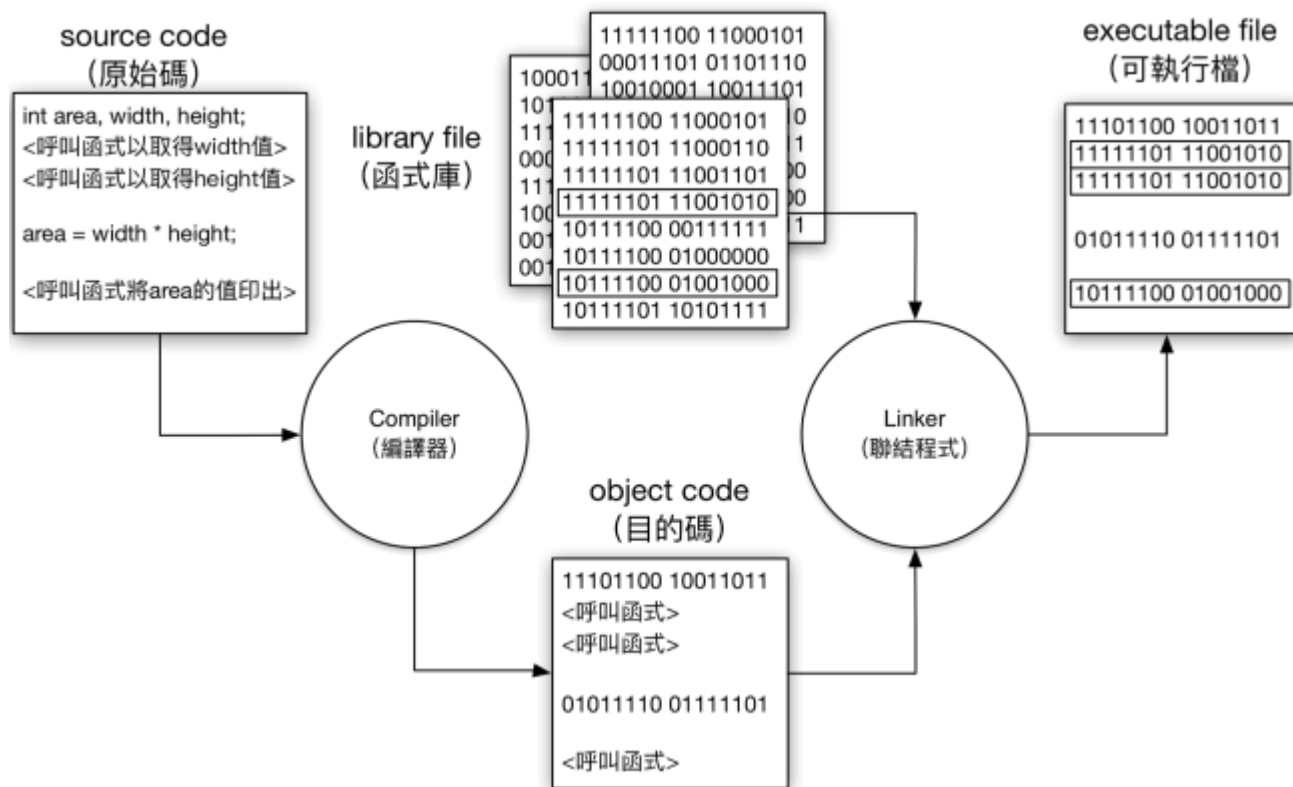 source code
（原始碼）
int area, width, height;
<呼叫函式以取得width值>
<呼叫函式以取得height值>
area = width * height;
<呼叫函式將area的值印出>
library file
（函式庫）
11111100 11000101
00011101 01101110
10010001 10011101
11111100 11000101
11111101 11000110
11111101 11001101
11111101 11001010
10111100 00111111
10111100 01000000
10111100 01001000
10111101 10101111
executable file
（可執行檔）
11101100 10011011
11111101 11001010
11111101 11001010
01011110 01111101
10111100 01001000
Compiler
（編譯器）
Linker
（聯結程式）
object code
（目的碼）
11101100 10011011
<呼叫函式>
<呼叫函式>
01011110 01111101
<呼叫函式>